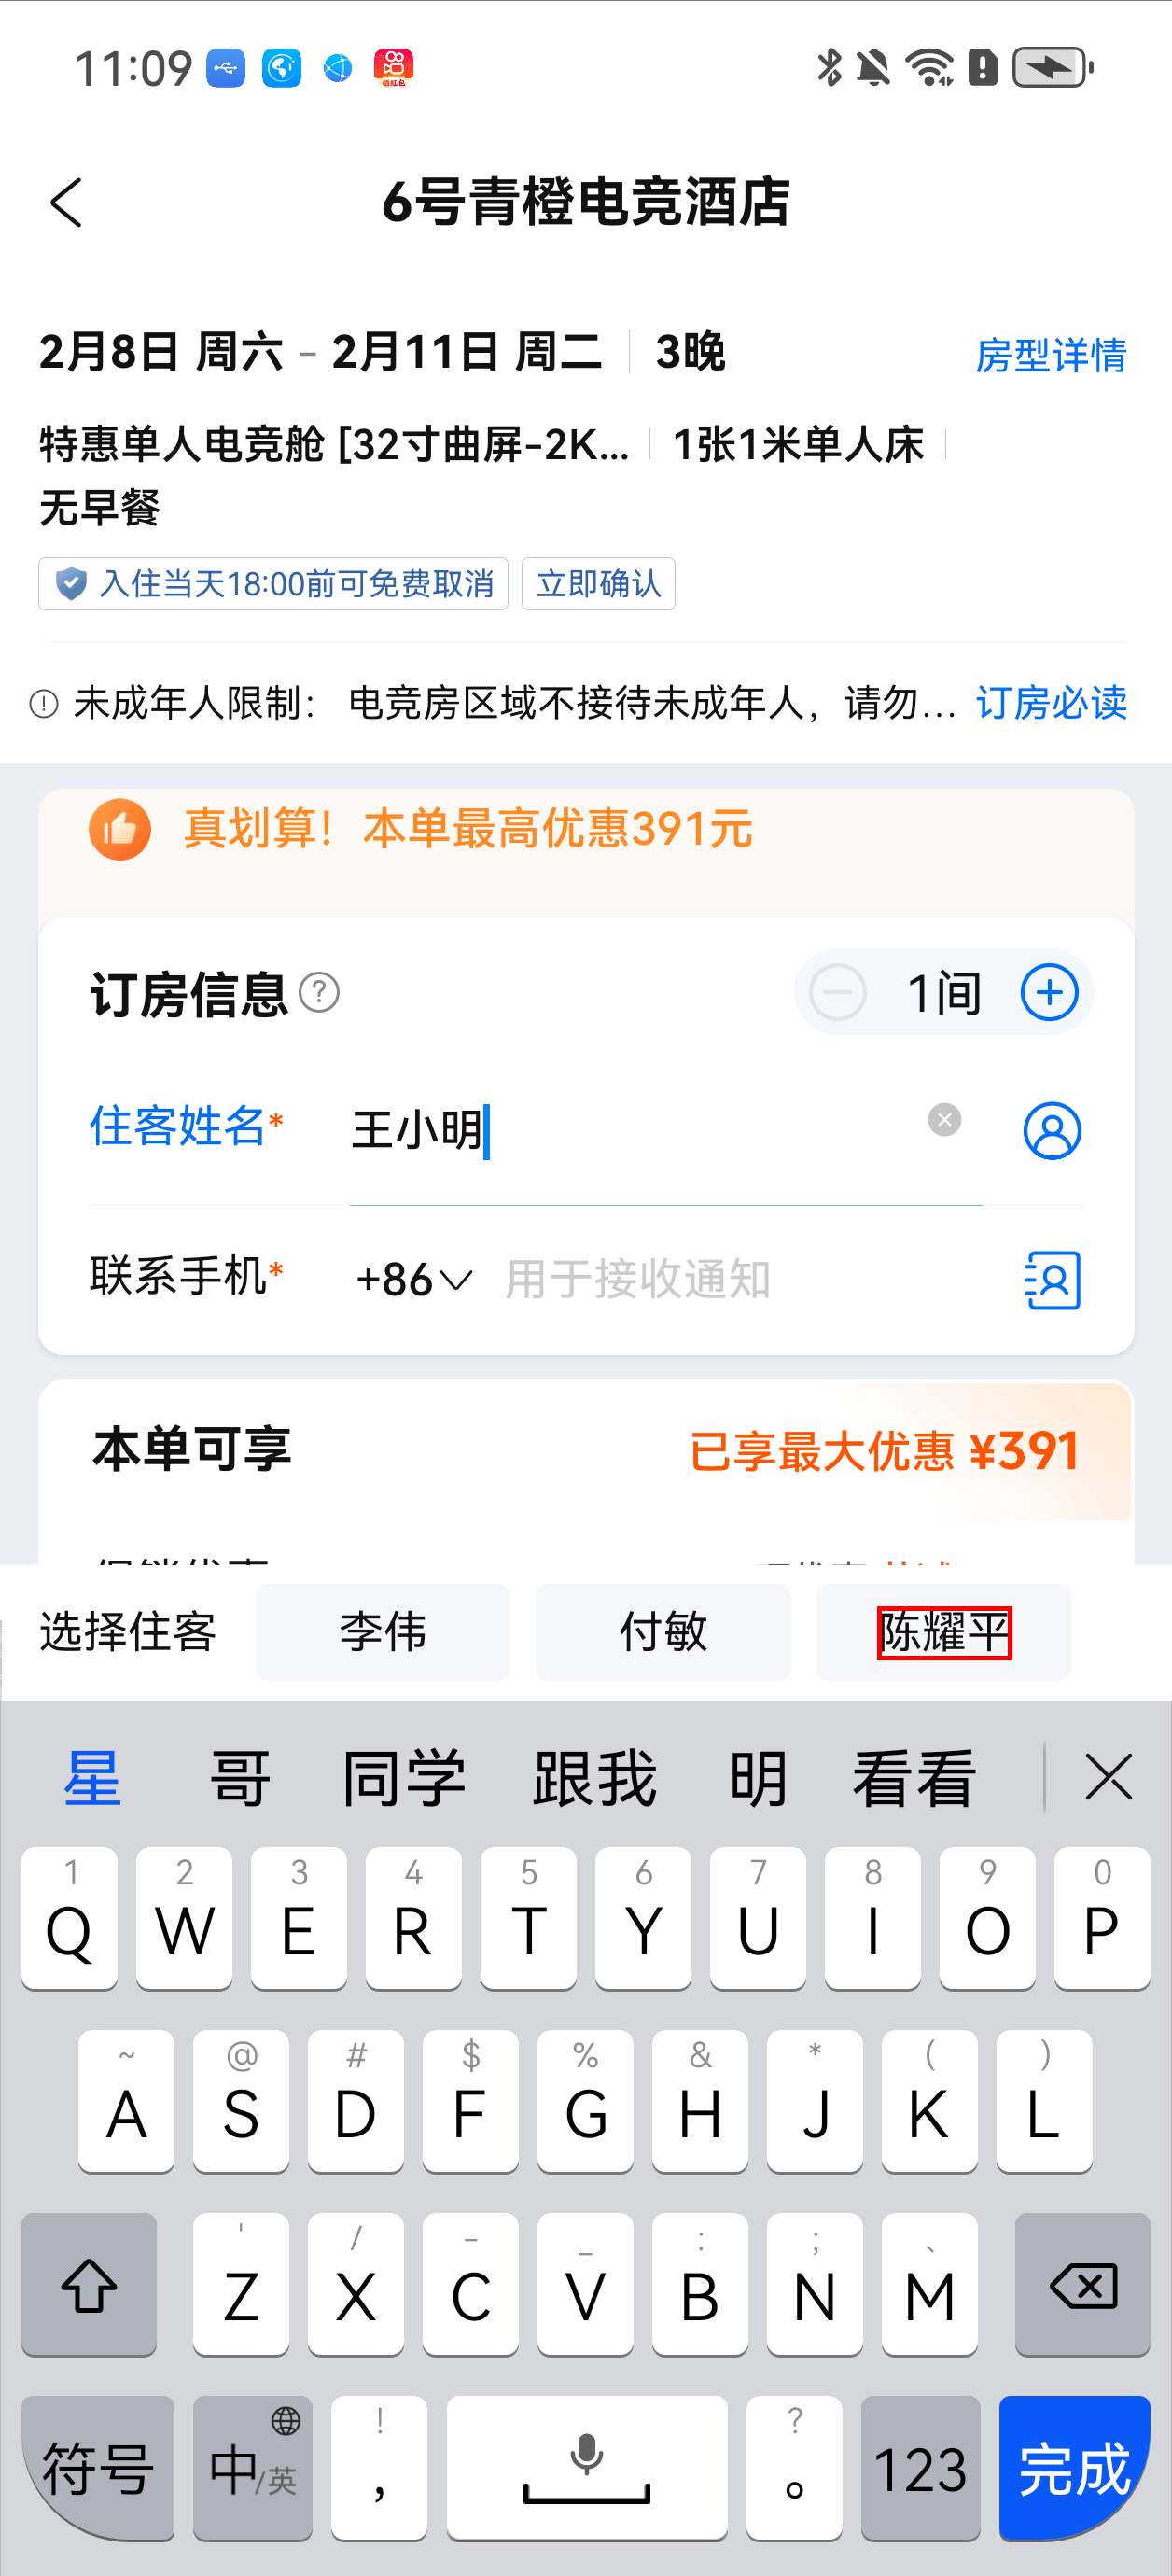 11:09
领红包
6号青橙电竞酒店
2月8日 周六 - 2月11日 周二 3晚 房型详情
特惠单人电竞舱 [32寸曲屏-2K... 1张1米单人床
无早餐
入住当天18:00前可免费取消 立即确认
未成年人限制： 电竞房区域不接待未成年人，请勿... 订房必读
真划算！本单最高优惠391元
订房信息 ? 1间
住客姓名* 王小明
联系手机* +86 用于接收通知
本单可享 已享最大优惠 ¥391
选择住客 李伟 付敏 陈耀平
星 哥 同学 跟我 明 看看
1 2 3 4 5 6 7 8 9 0
Q W E R T Y U I O P
~ @ # $ % & * ( )
A S D F G H J K L
' / - _ : ; 、
Z X C V B N M
符号 中/英 ！ ， ？ 。 123 完成